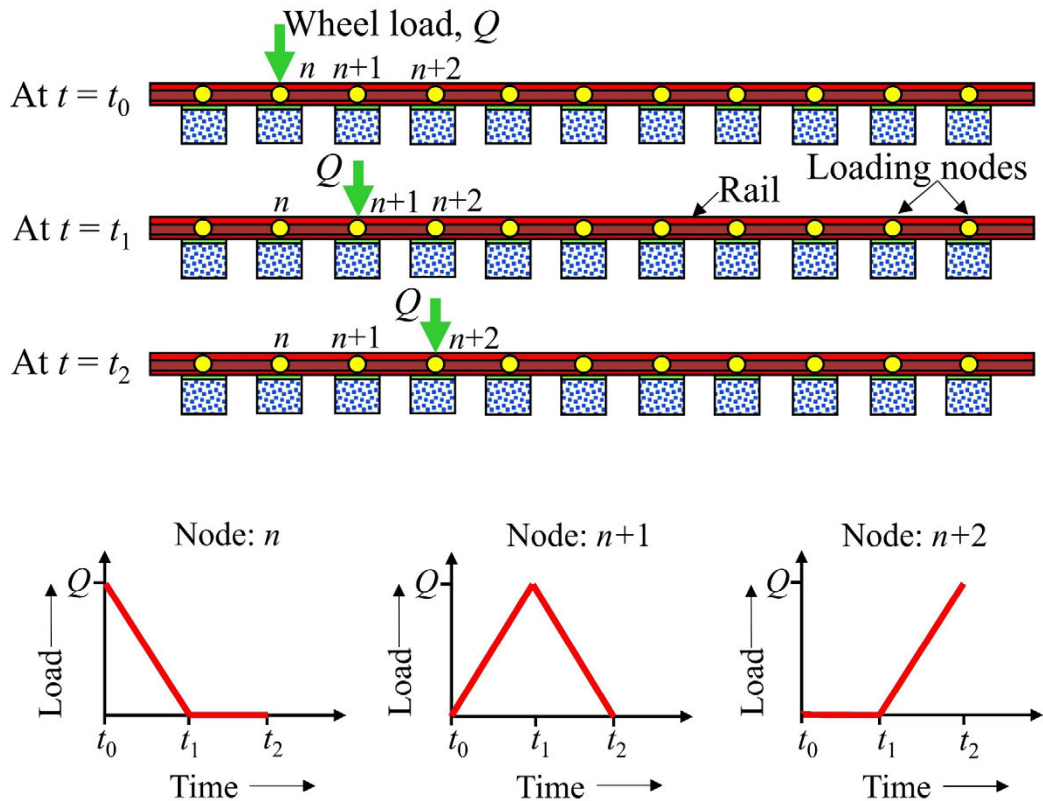 Wheel load, Q
n n+1 n+2
At t = t0
Q
Loading nodes
Rail
n n+1 n+2
At t = t1
Q
n n+1 n+2
At t = t2
Node: n
Node: n+1
Node: n+2
Q
Load
t0 t1 t2
Time
Q
Load
t0 t1 t2
Time
Q
Load
t0 t1 t2
Time